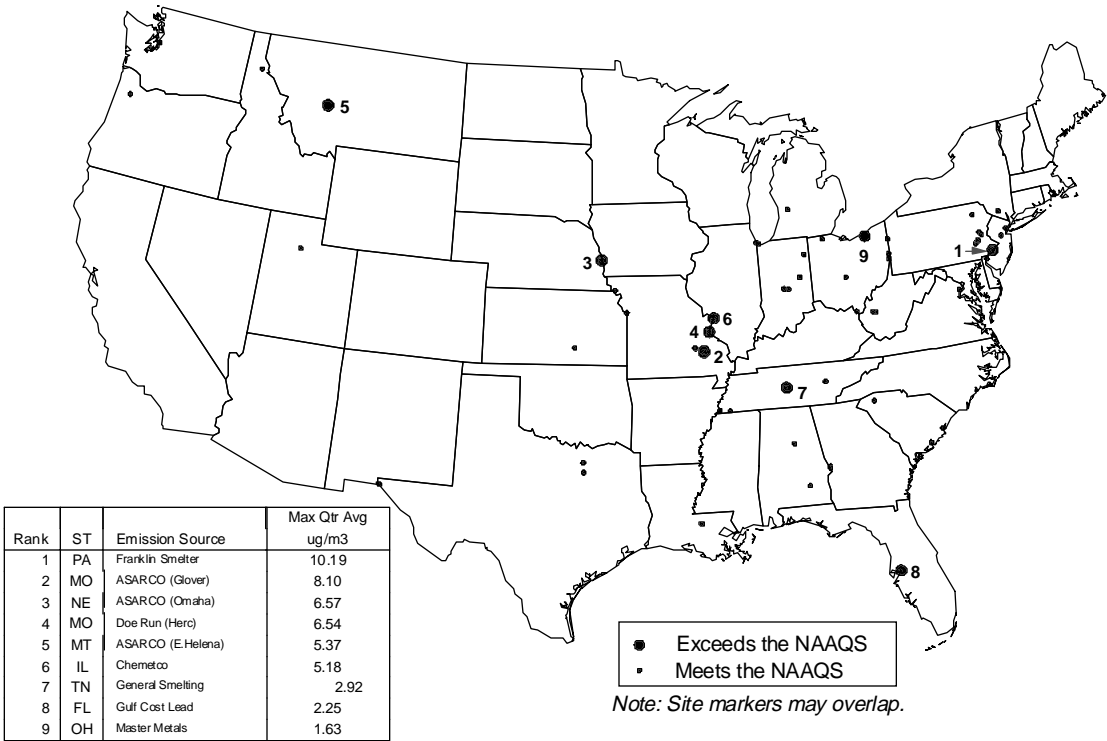 5
3
9
1
6
4
2
7
8
Max Qtr Avg
Rank ST Emission Source ug/m3
1 PA Franklin Smelter 10.19
2 MO ASARCO (Glover) 8.10
3 NE ASARCO (Omaha) 6.57
4 MO Doe Run (Herc) 6.54
5 MT ASARCO (E.Helena) 5.37
6 IL Chemetco 5.18
7 TN General Smelting 2.92
8 FL Gulf Cost Lead 2.25
9 OH Master Metals 1.63
Exceeds the NAAQS
Meets the NAAQS
Note: Site markers may overlap.